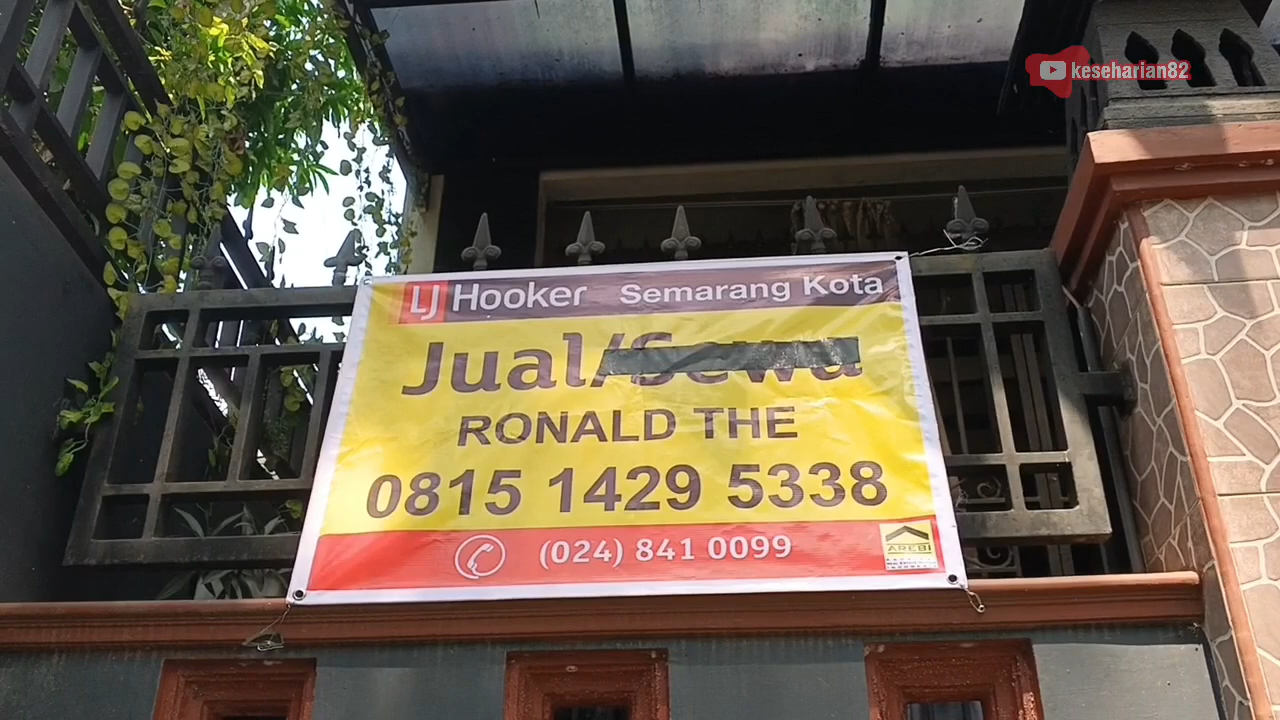 keseharian82
LJ Hooker Semarang Kota
Jual/Sewa
RONALD THE
0815 1429 5338
(024) 841 0099
AREBI